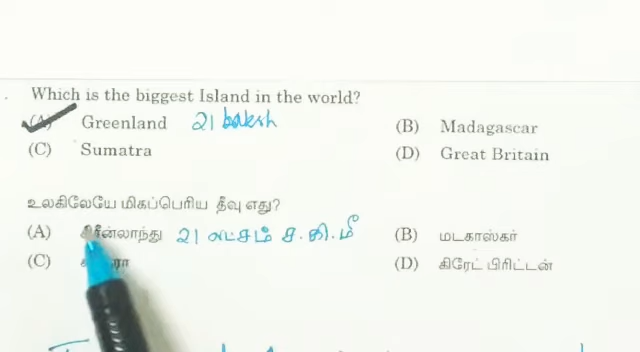 Which is the biggest Island in the world?
(A) Greenland 21 (B) Madagascar
(C) Sumatra (D) Great Britain
உலகிலேயே மிகப்பெரிய தீவு எது?
(A) கிரீன்லாந்து 21 லட்சம் ச.கி.மீ (B) மடகாஸ்கர்
(C) (D) கிரேட் பிரிட்டன்